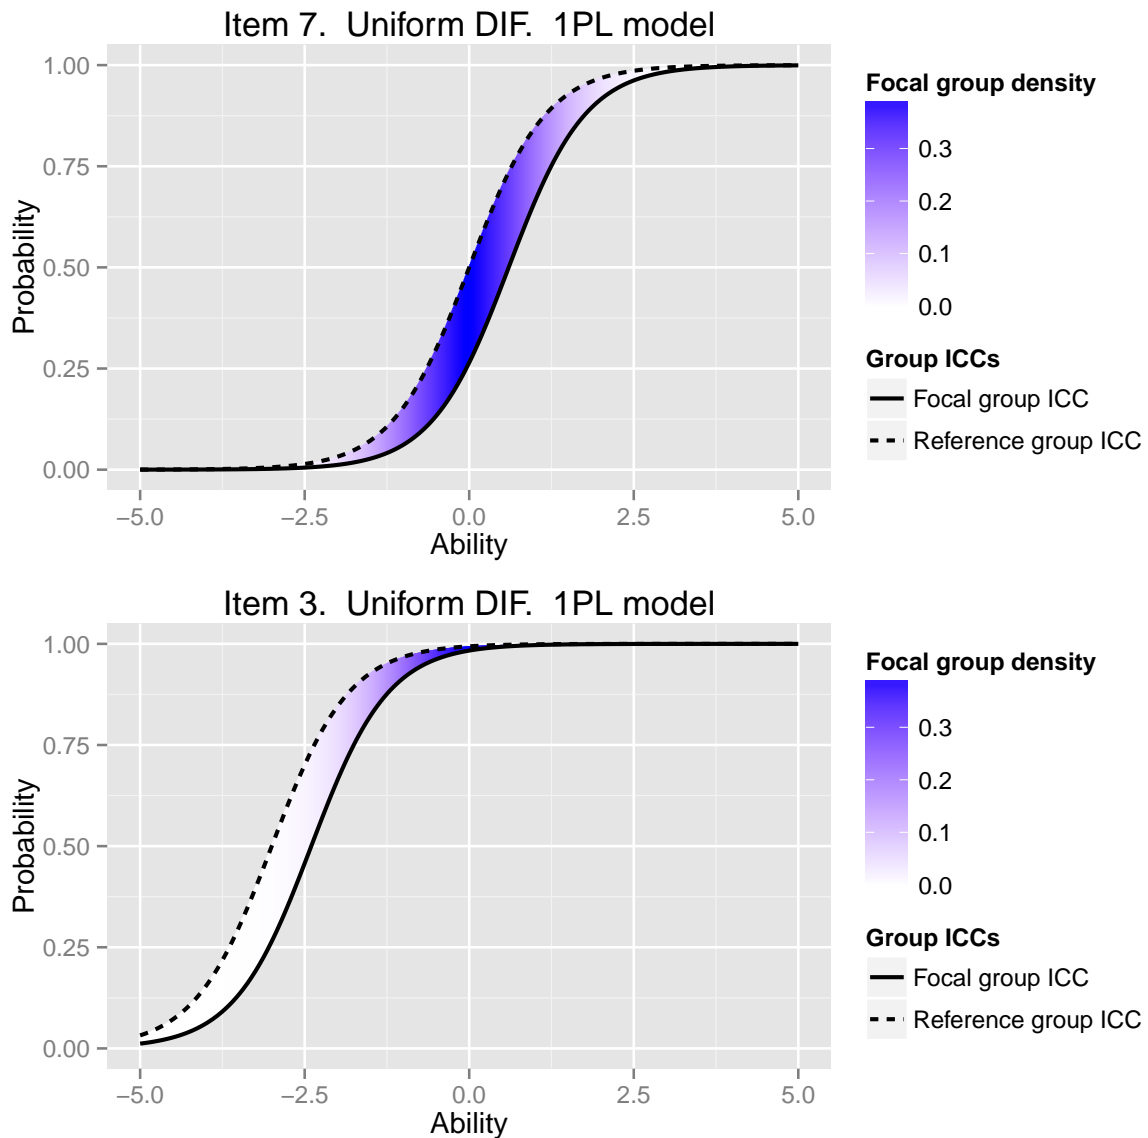 Item 7.  Uniform DIF.  1PL model
1.00
0.75
0.50
0.25
0.00
Probability
−5.0
−2.5
0.0
2.5
5.0
Ability
Focal group density
0.3
0.2
0.1
0.0
Group ICCs
Focal group ICC
Reference group ICC
Item 3.  Uniform DIF.  1PL model
1.00
0.75
0.50
0.25
0.00
Probability
−5.0
−2.5
0.0
2.5
5.0
Ability
Focal group density
0.3
0.2
0.1
0.0
Group ICCs
Focal group ICC
Reference group ICC